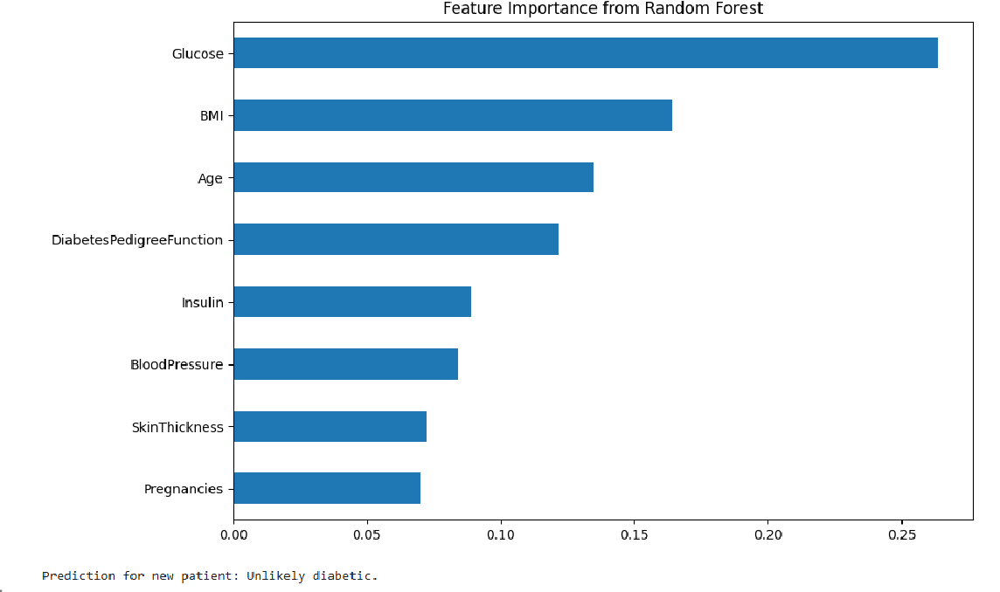 Feature Importance from Random Forest
Glucose
BMI
Age
DiabetesPedigreeFunction
Insulin
BloodPressure
SkinThickness
Pregnancies
0.00 0.05 0.10 0.15 0.20 0.25
Prediction for new patient: Unlikely diabetic.